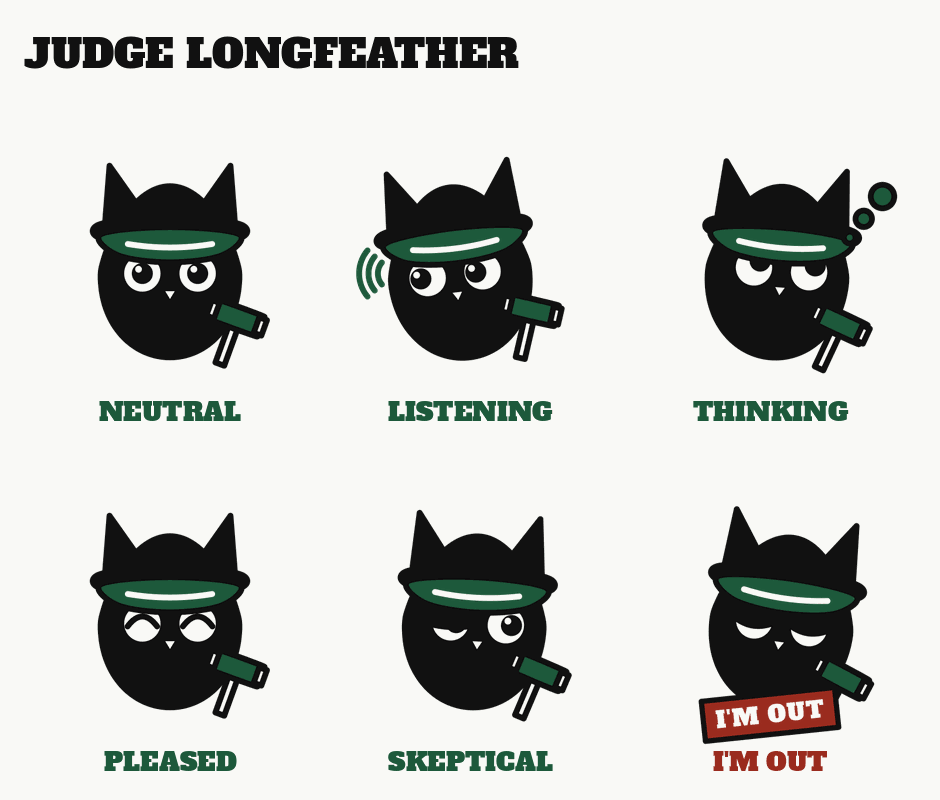 JUDGE LONGFEATHER
NEUTRAL
LISTENING
THINKING
PLEASED
SKEPTICAL
I'M OUT
I'M OUT